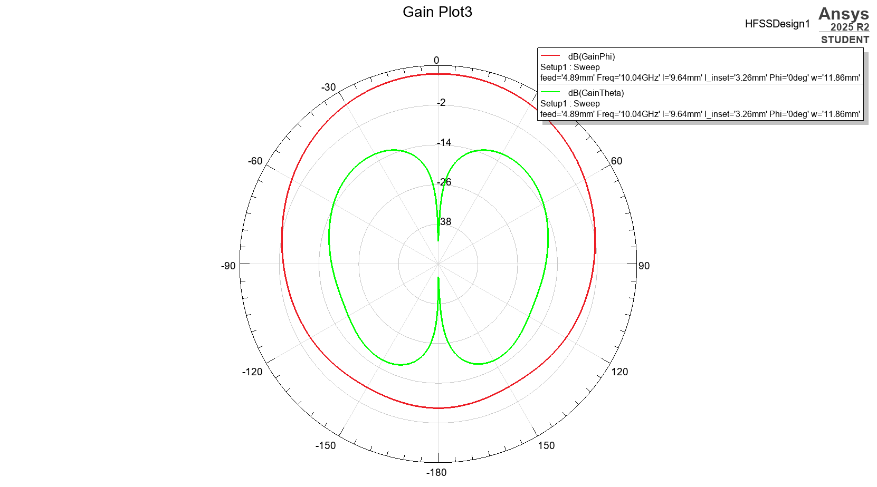 Gain Plot3
HFSSDesign1
Ansys
2025 R2
STUDENT
dB(GainPhi)
Setup1 : Sweep
feed='4.89mm' Freq='10.04GHz' l='9.64mm' l_inset='3.26mm' Phi='0deg' w='11.86mm'
dB(GainTheta)
Setup1 : Sweep
feed='4.89mm' Freq='10.04GHz' l='9.64mm' l_inset='3.26mm' Phi='0deg' w='11.86mm'
0
-30
-2
-14
-60
60
-26
38
-90
90
-120
120
-150
150
-180